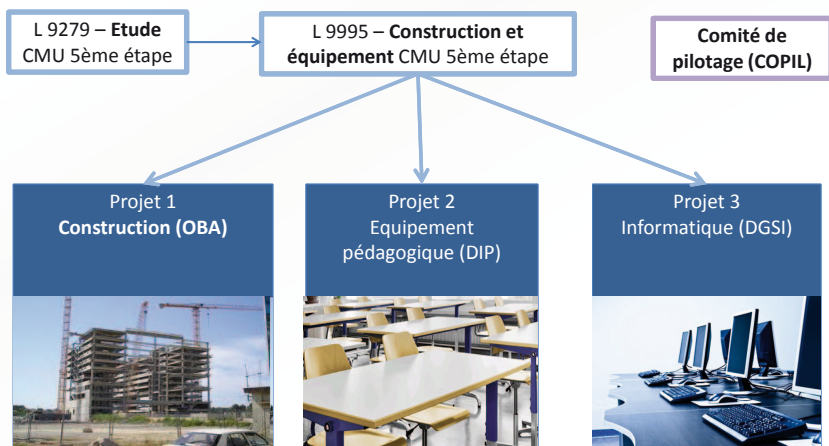 L 9279 – Etude
CMU 5ème étape
L 9995 – Construction et
équipement CMU 5ème étape
Comité de
pilotage (COPIL)
Projet 1
Construction (OBA)
Projet 2
Equipement
pédagogique (DIP)
Projet 3
Informatique (DGSI)